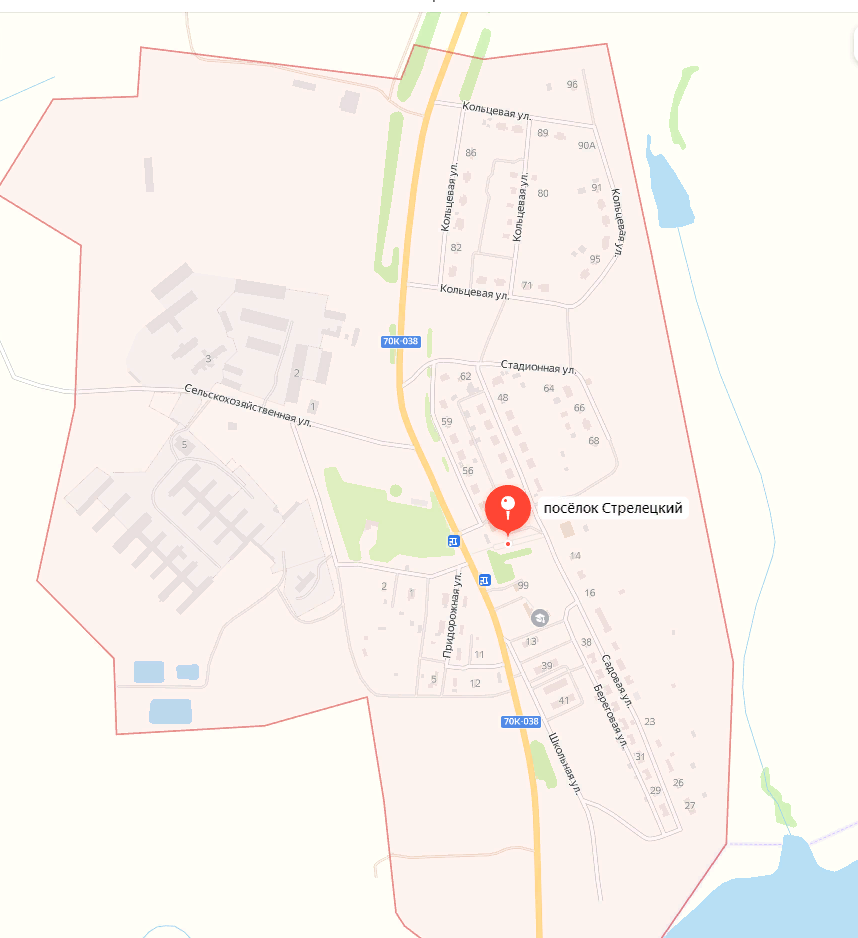 96
Кольцевая ул.
89
86
90А
Кольцевая ул.
Кольцевая ул.
80
91
Кольцевая ул.
82
95
71
Кольцевая ул.
70К-038
3
2
Стадионная ул.
62
64
48
66
Сельскохозяйственная ул.
1
59
68
5
56
посёлок Стрелецкий
14
2
1
99
16
Придорожная ул.
13
38
11
39
5
12
41
Садовая ул.
Береговая ул.
70К-038
23
Школьная ул.
31
26
29
27